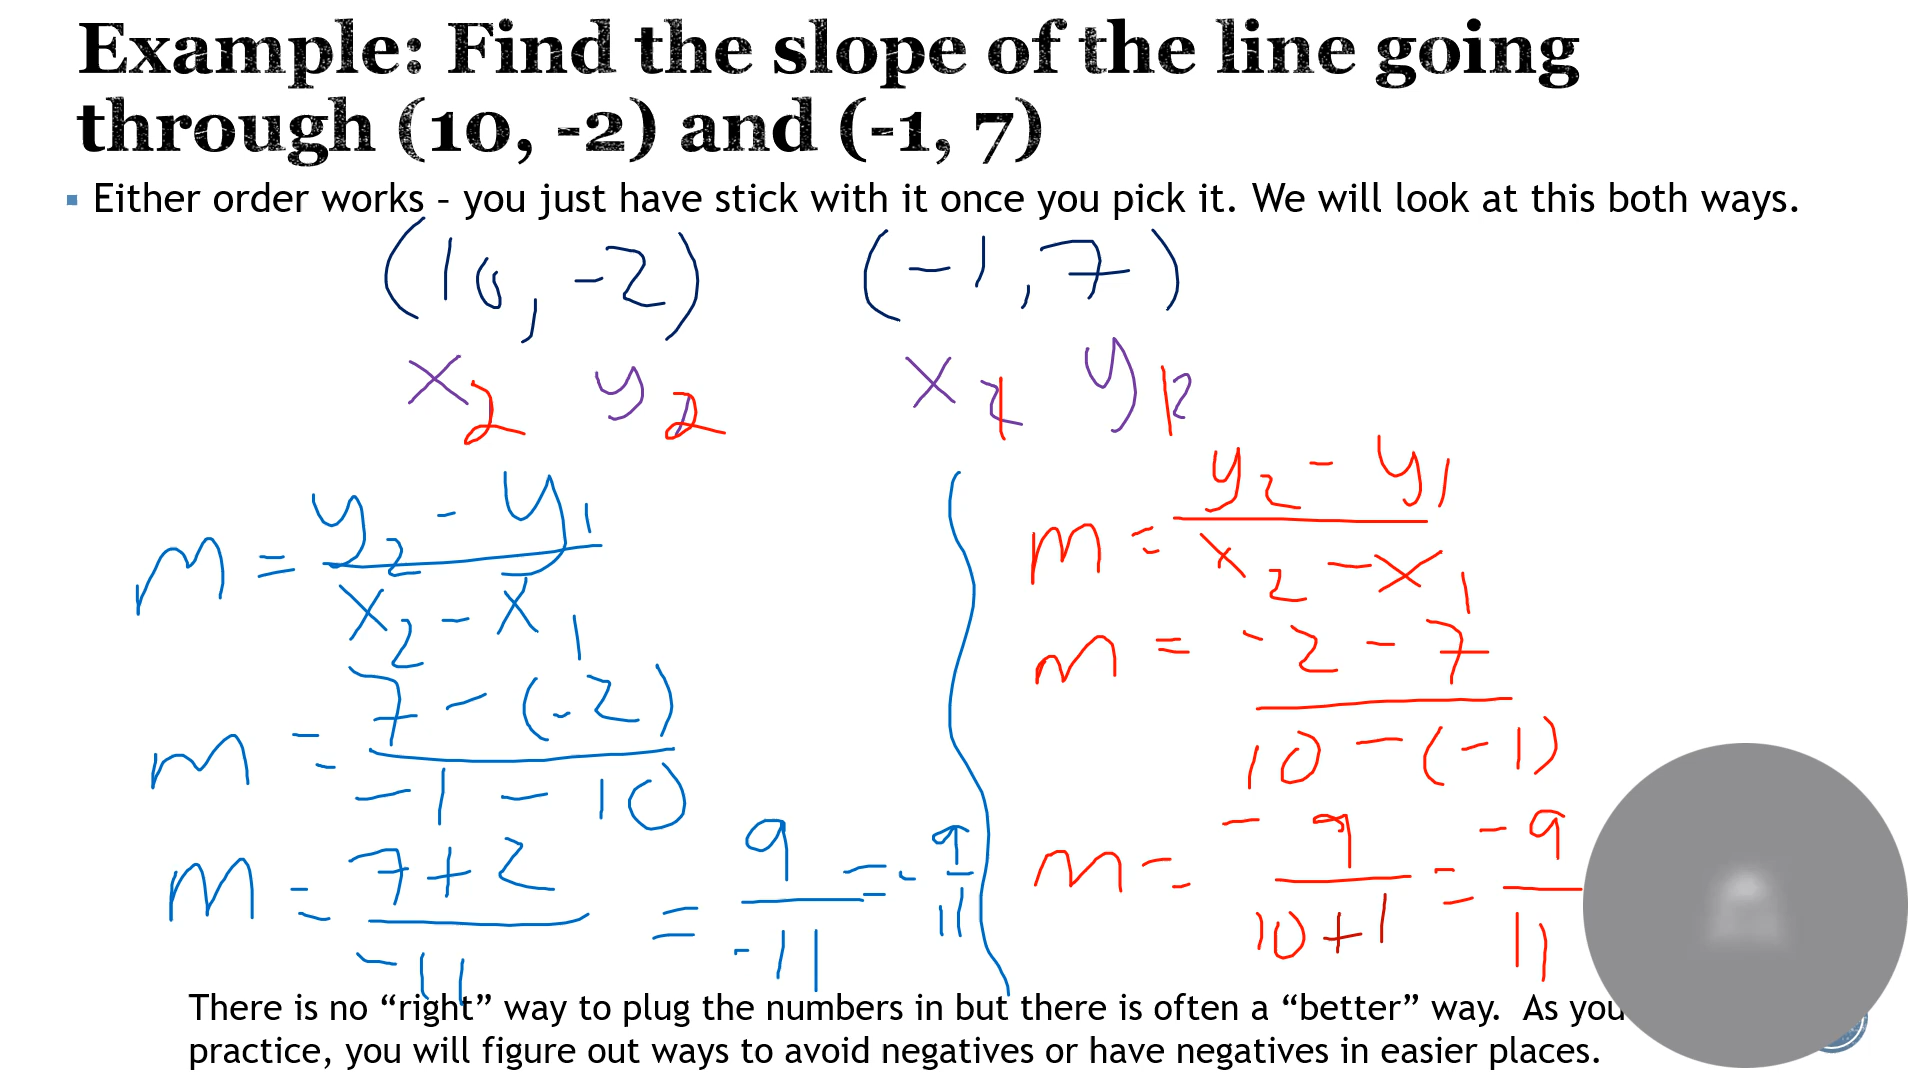 Example: Find the slope of the line going
through (10, -2) and (-1, 7)
Either order works – you just have stick with it once you pick it. We will look at this both ways.
(10, -2) (-1, 7)
x2 y2 x1 y1
m = y2 - y1 / x2 - x1
m = 7 - (-2) / -1 - 10
m = 7+2 / -11 = 9 / -11 = - 9/11
m = y2 - y1 / x2 - x1
m = -2 - 7 / 10 - (-1)
m = -9 / 10+1 = -9 / 11
There is no “right” way to plug the numbers in but there is often a “better” way. As you
practice, you will figure out ways to avoid negatives or have negatives in easier places.